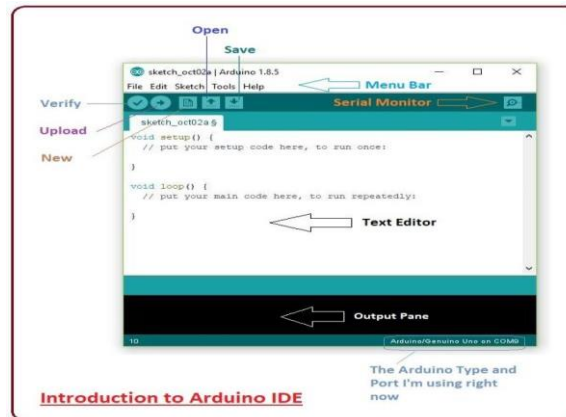 Open
Save
sketch_oct02a | Arduino 1.8.5
File Edit Sketch Tools Help
Menu Bar
Verify
Serial Monitor
Upload
sketch_oct02a §
New
void setup() {
// put your setup code here, to run once:
}
void loop() {
// put your main code here, to run repeatedly:
}
Text Editor
Output Pane
10
Arduino/Genuino Uno on COM9
The Arduino Type and
Port I'm using right
now
Introduction to Arduino IDE